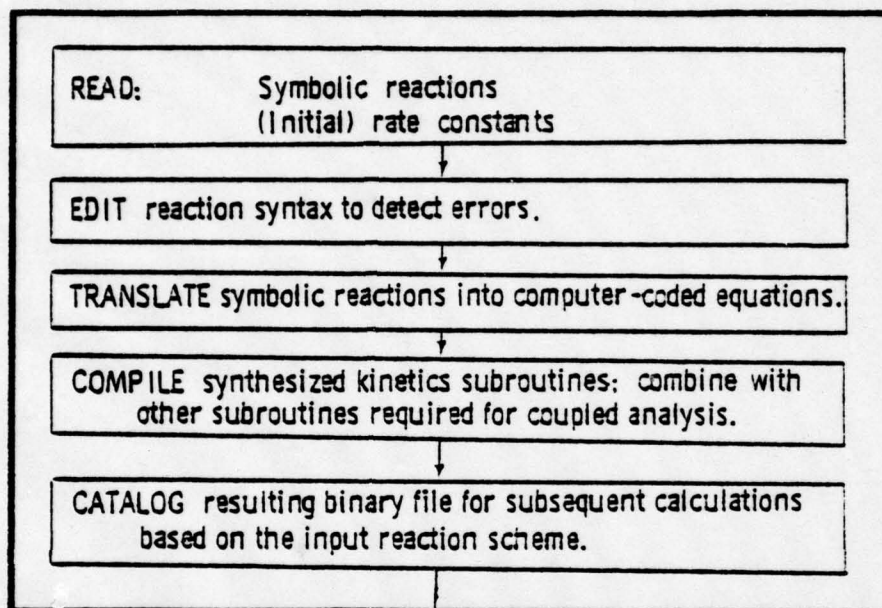 READ: Symbolic reactions
(Initial) rate constants
EDIT reaction syntax to detect errors.
TRANSLATE symbolic reactions into computer-coded equations.
COMPILE synthesized kinetics subroutines: combine with
other subroutines required for coupled analysis.
CATALOG resulting binary file for subsequent calculations
based on the input reaction scheme.